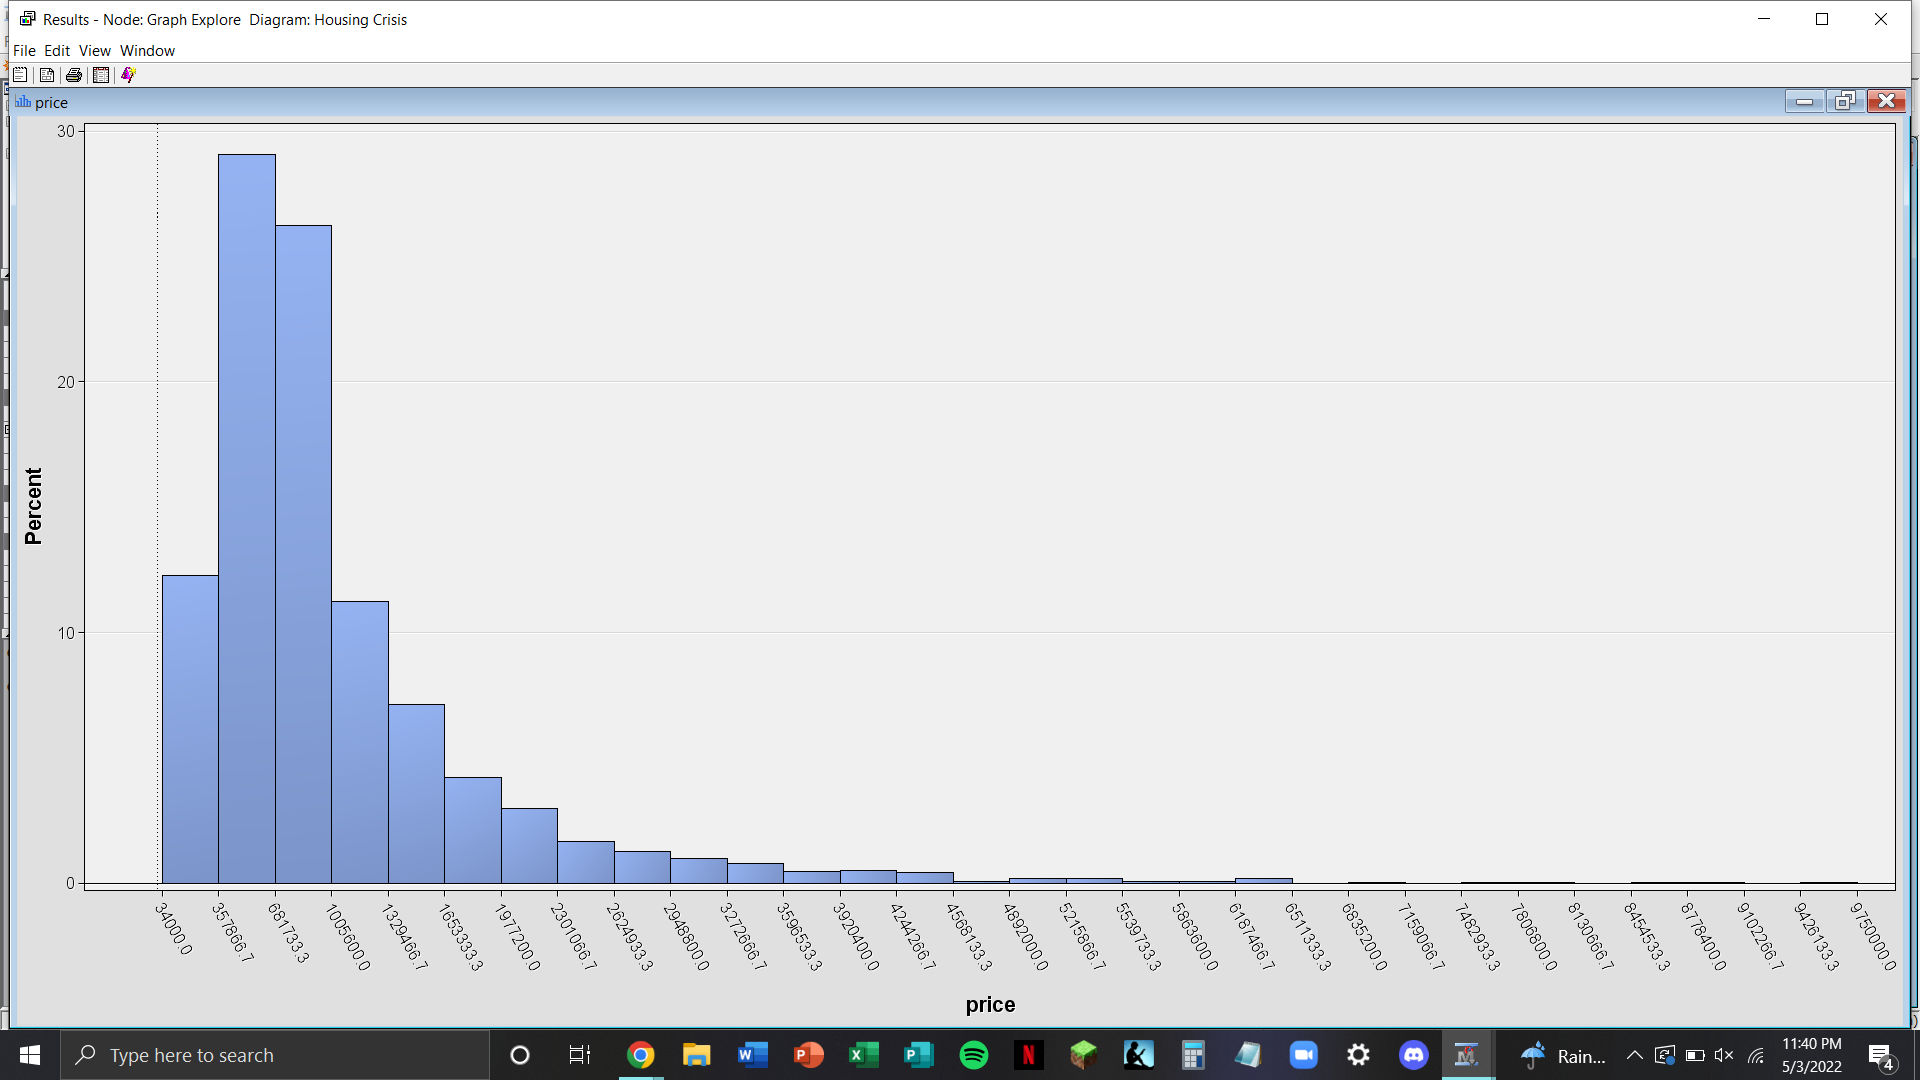 Results - Node: Graph Explore  Diagram: Housing Crisis
File Edit View Window
price
30
20
10
0
Percent
34000.0 357866.7 681733.3 1005600.0 1329466.7 1653333.3 1977200.0 2301066.7 2624933.3 2948800.0 3272666.7 3596533.3 3920400.0 4244266.7 4568133.3 4892000.0 5215866.7 5539733.3 5863600.0 6187466.7 6511333.3 6835200.0 7159066.7 7482933.3 7806800.0 8130666.7 8454533.3 8778400.0 9102266.7 9426133.3 9750000.0
price
Type here to search
Rain...
11:40 PM
5/3/2022
4